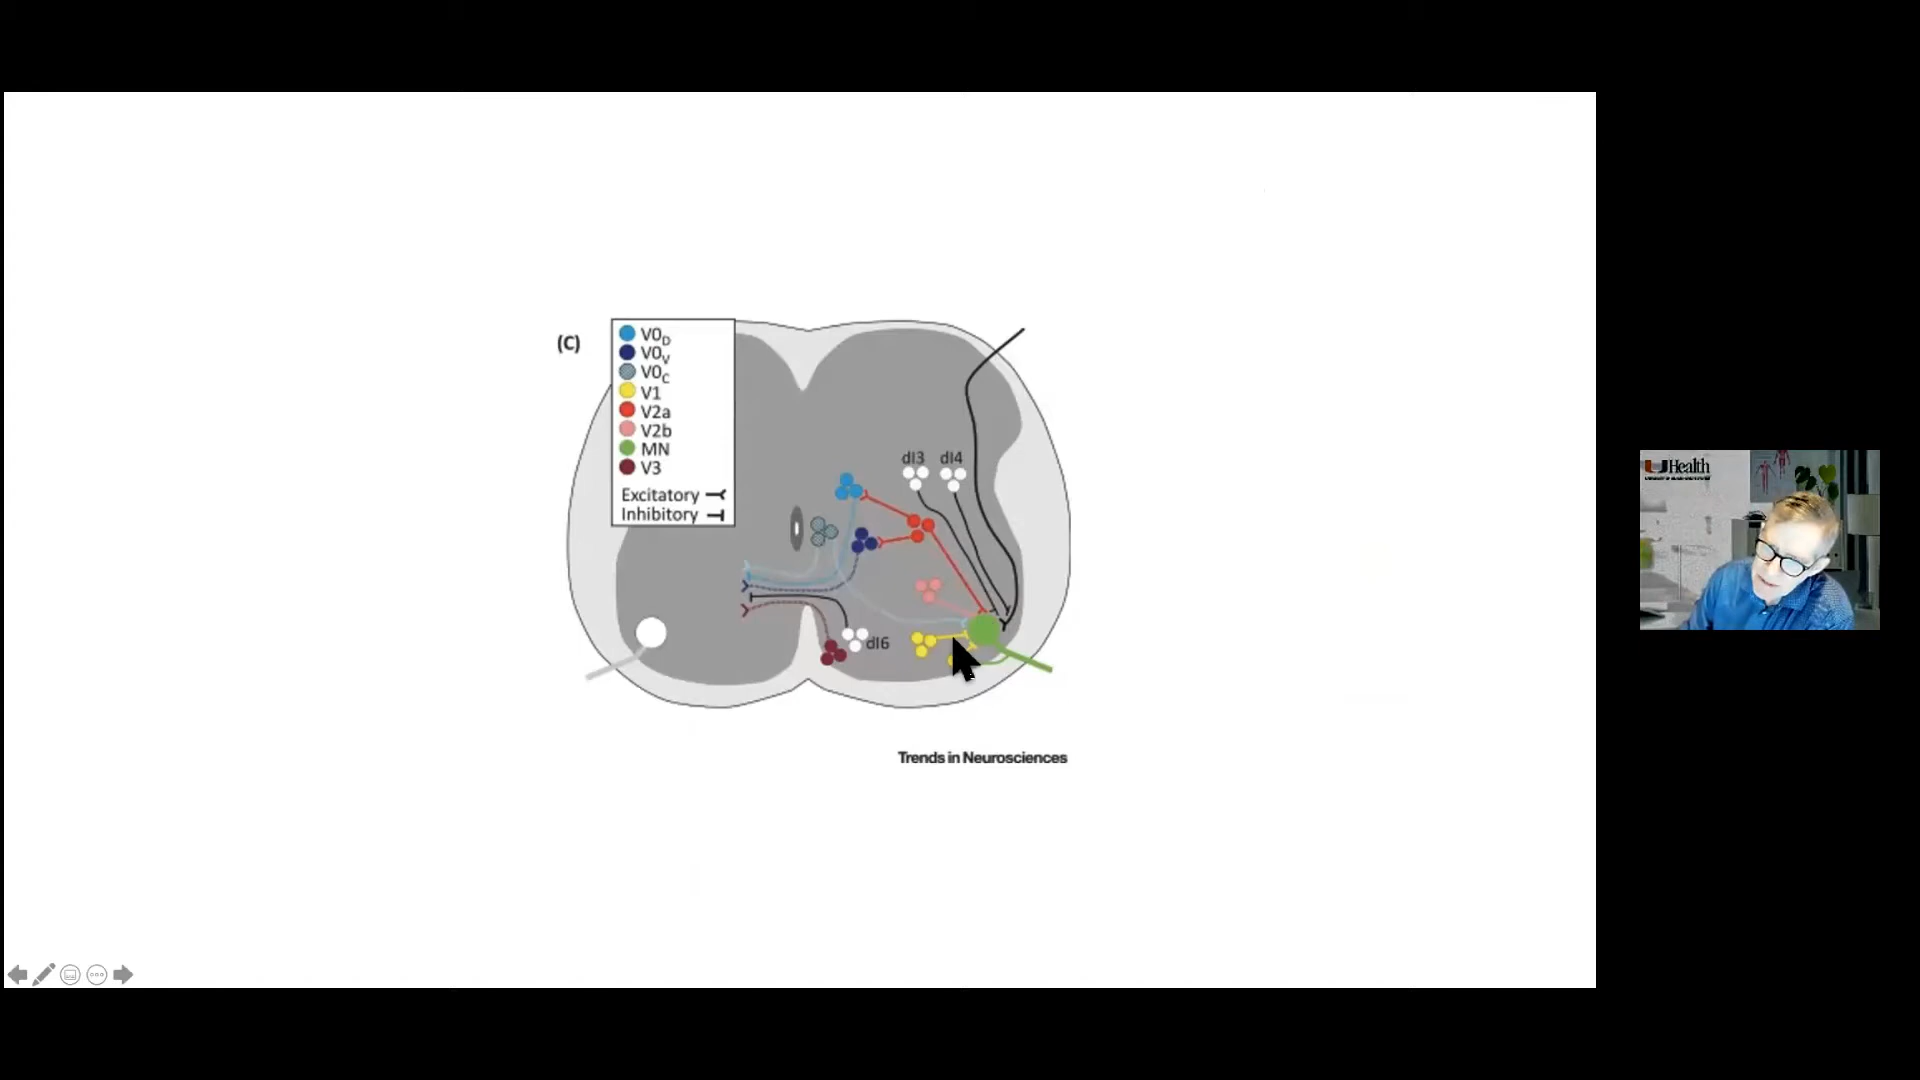 (C)
V0D
V0V
V0C
V1
V2a
V2b
MN
V3
Excitatory
Inhibitory
dI3 dI4
dI6
Trends in Neurosciences
UHealth